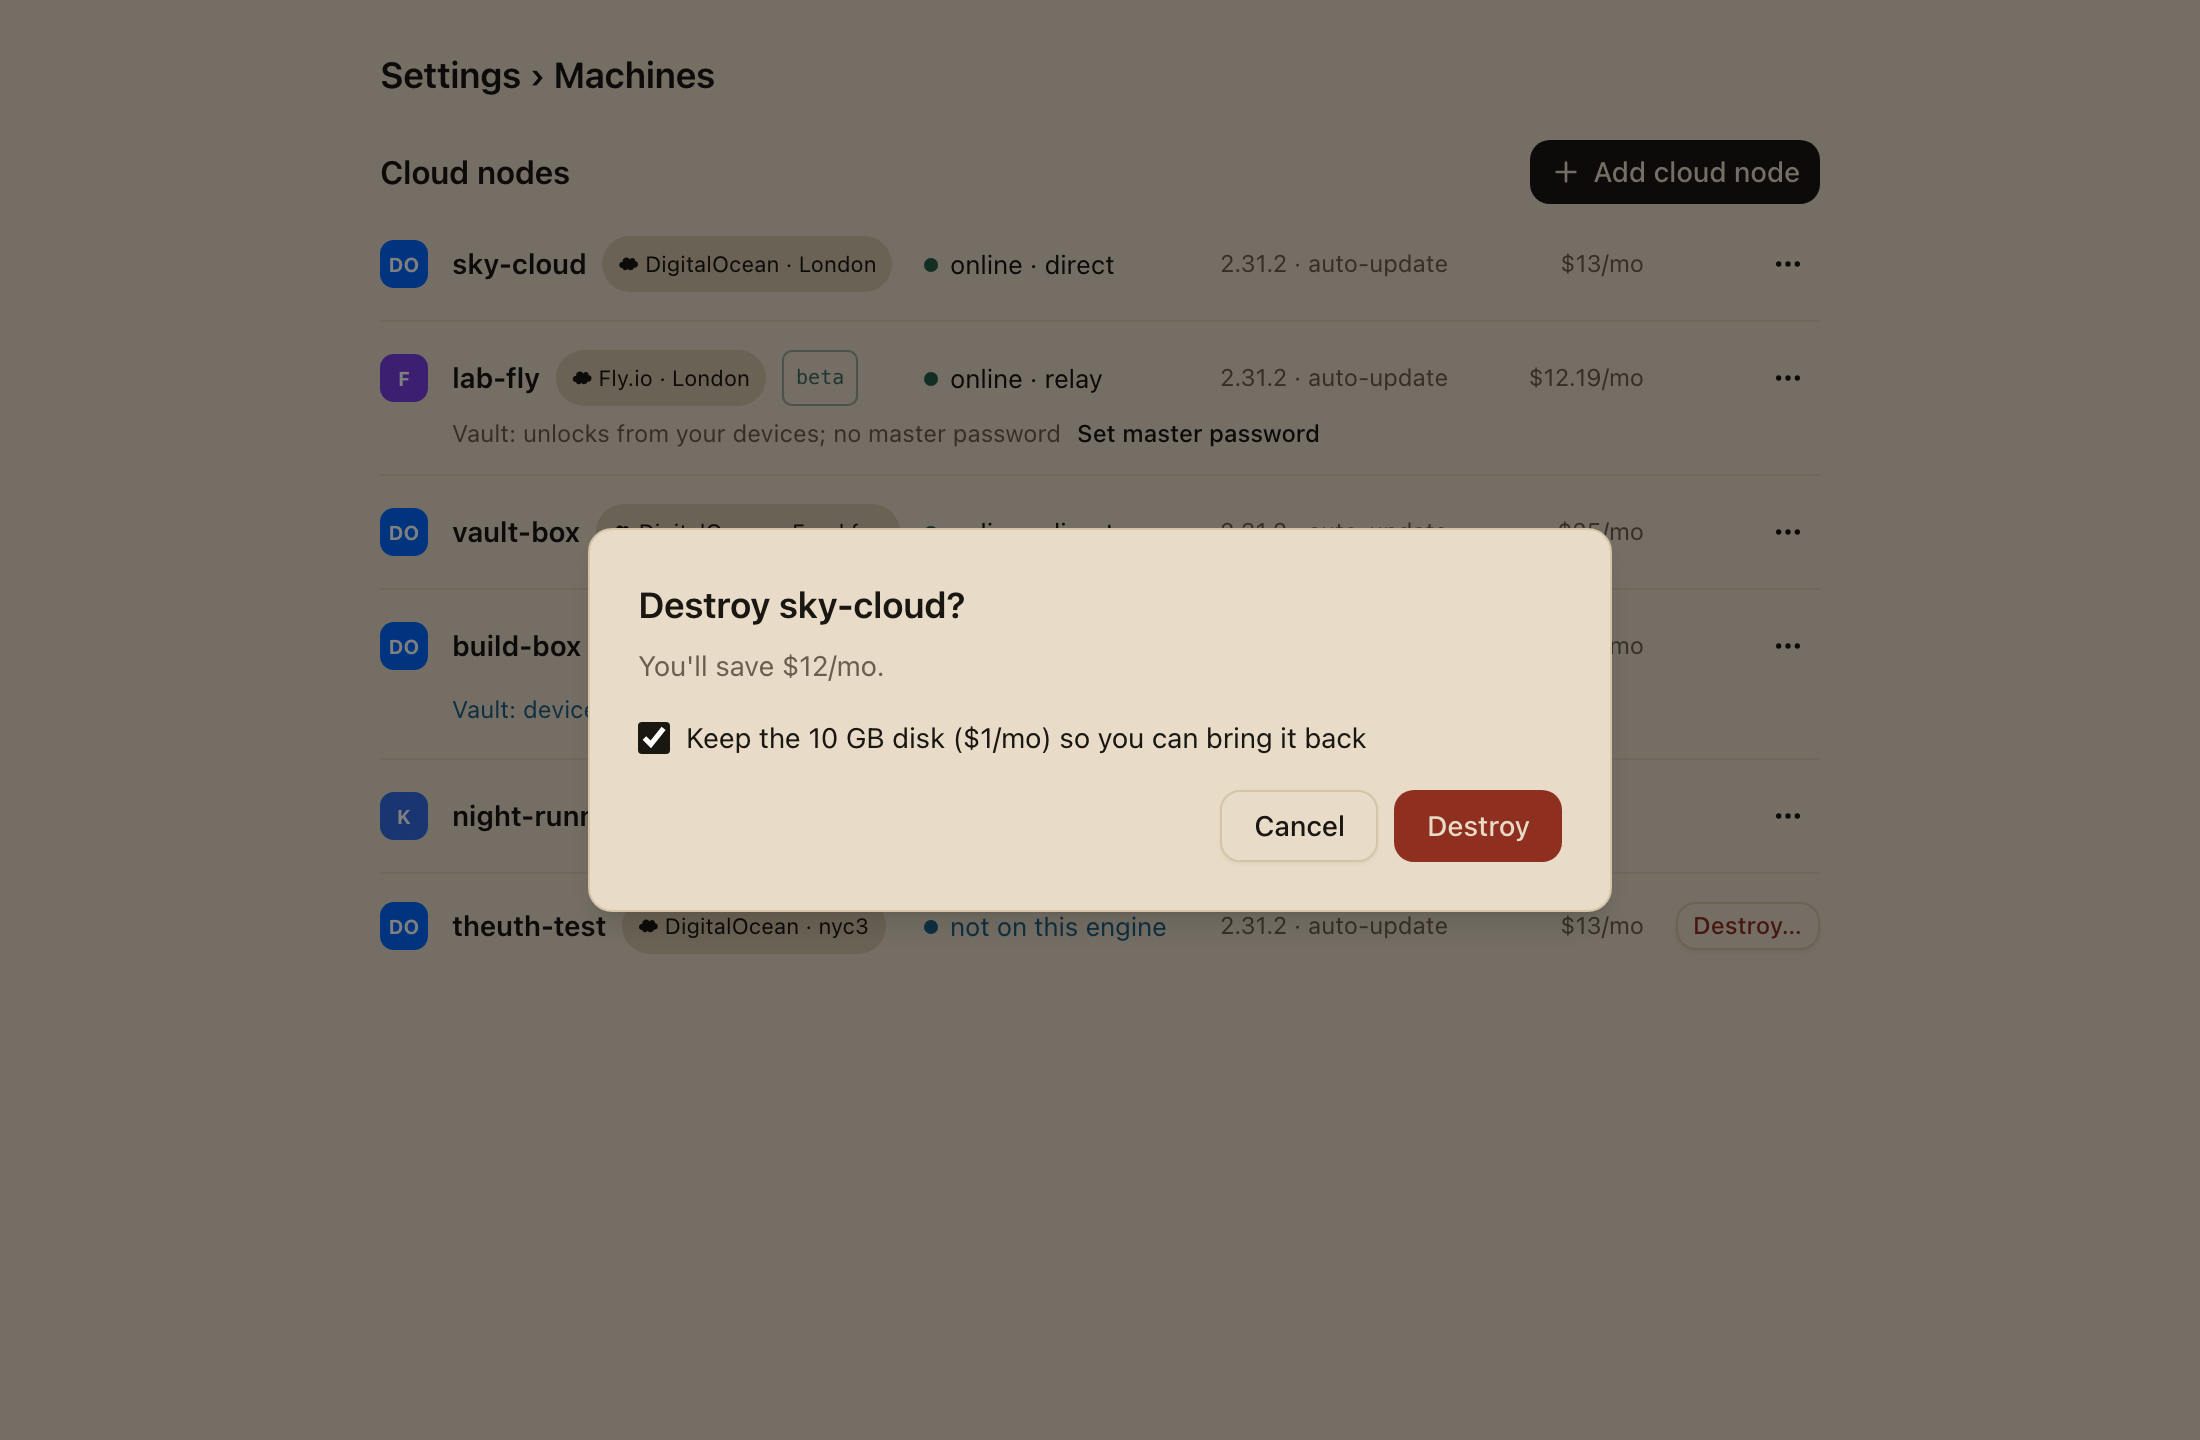 Settings › Machines
Cloud nodes
+ Add cloud node
DO sky-cloud DigitalOcean · London online · direct 2.31.2 · auto-update $13/mo ···
F lab-fly Fly.io · London beta online · relay 2.31.2 · auto-update $12.19/mo ···
Vault: unlocks from your devices; no master password Set master password
DO vault-box /mo ···
Destroy sky-cloud?
DO build-box mo ···
You'll save $12/mo.
Vault:
Keep the 10 GB disk ($1/mo) so you can bring it back
K ···
Cancel Destroy
DO theuth-test DigitalOcean · nyc3 not on this engine 2.31.2 · auto-update $13/mo Destroy...